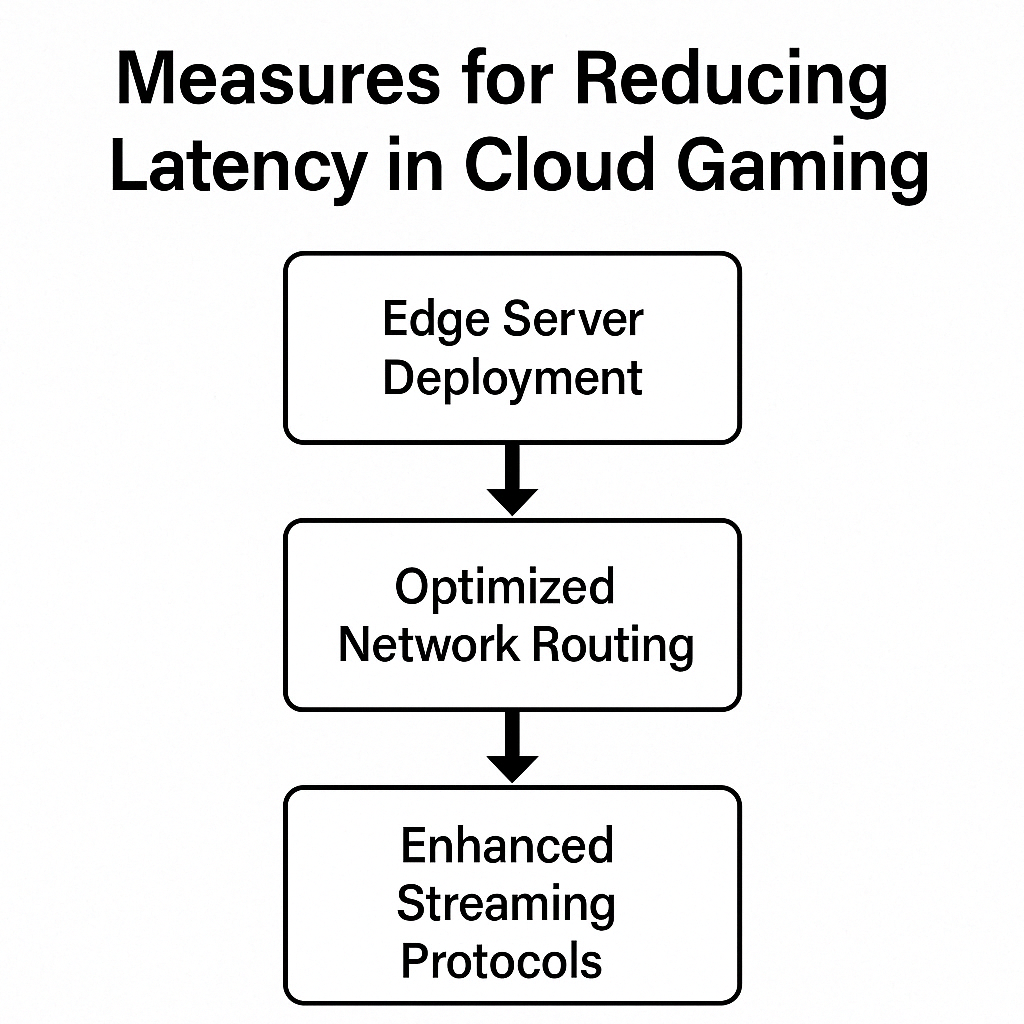 Measures for Reducing
Latency in Cloud Gaming
Edge Server
Deployment
Optimized
Network Routing
Enhanced
Streaming
Protocols